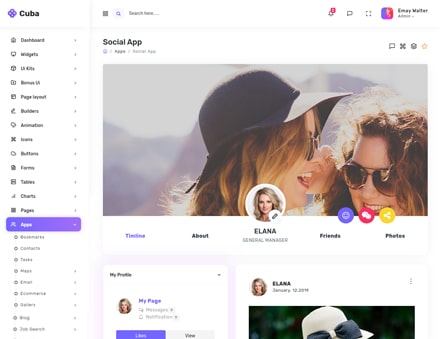 Cuba
Search here...
2
Emay Walter
Admin
Social App
/ Apps / Social App
Dashboard
Widgets
Ui Kits
Bonus Ui
Page layout
Builders
Animation
Icons
Buttons
Forms
Tables
Charts
Pages
Apps
Bookmarks
Contacts
Tasks
Maps
Email
Ecommerce
Gallery
Blog
Job Search
Timline
About
ELANA
GENERAL MANAGER
Friends
Photos
My Profile
My Page
Messages
Notification
Likes
View
ELANA
January, 12,2019